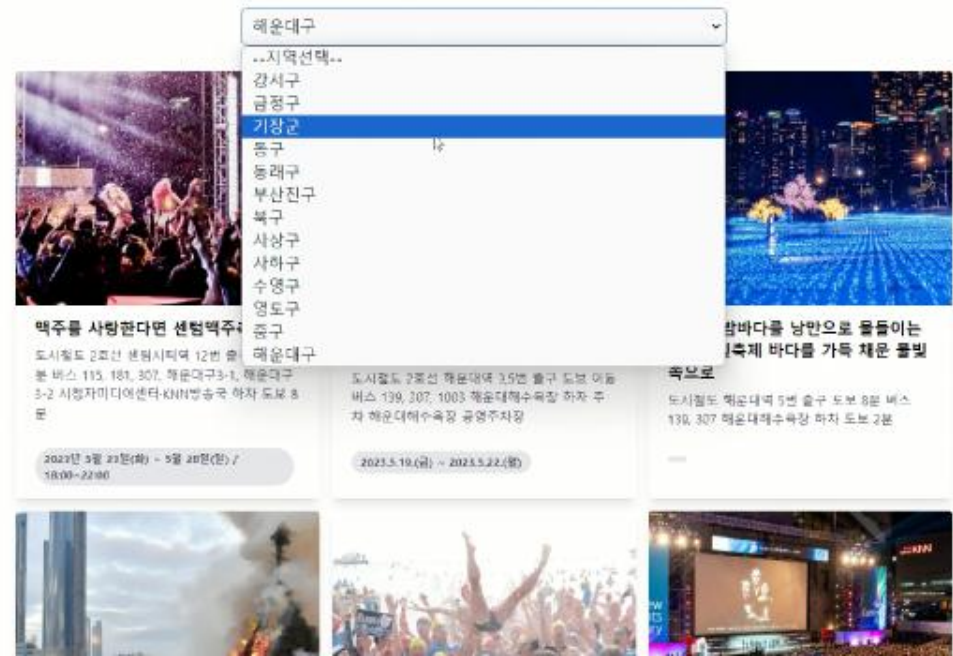 해운대구
--지역선택--
강서구
금정구
기장군
동구
동래구
부산진구
북구
사상구
사하구
수영구
영도구
중구
해운대구
맥주를 사랑한다면 센텀맥주
도시철도 2호선 센텀시티역 12번 출
분 버스 115, 181, 307, 해운대구3-1, 해운대구
3-2 시청자미디어센터·KNN방송국 하차 도보 8
분
2023년 5월 23일(화) ~ 5월 28일(일) /
18:00~22:00
도시철도 2호선 해운대역 3,5번 출구 도보 이동
버스 139, 307, 1003 해운대해수욕장 하차 주
차 해운대해수욕장 공영주차장
2023.5.19.(금) ~ 2023.5.22.(월)
밤바다를 낭만으로 물들이는
빛축제 바다를 가득 채운 물빛
속으로
도시철도 해운대역 5번 출구 도보 8분 버스
139, 307 해운대해수욕장 하차 도보 2분
KNN